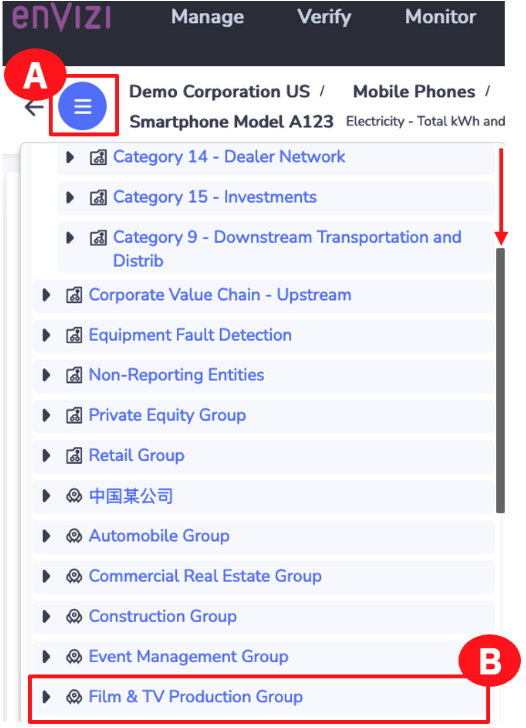 enVIZI Manage Verify Monitor
A
Demo Corporation US / Mobile Phones /
Smartphone Model A123 Electricity - Total kWh and
Category 14 - Dealer Network
Category 15 - Investments
Category 9 - Downstream Transportation and
Distrib
Corporate Value Chain - Upstream
Equipment Fault Detection
Non-Reporting Entities
Private Equity Group
Retail Group
中国某公司
Automobile Group
Commercial Real Estate Group
Construction Group
Event Management Group
B
Film & TV Production Group